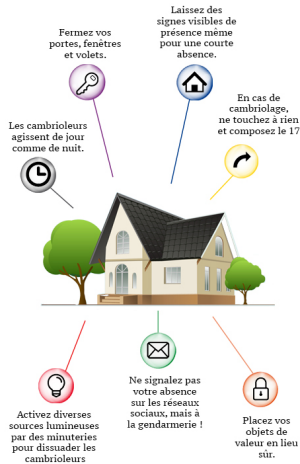 Laissez des
signes visibles de
présence même
pour une courte
absence.
Fermez vos
portes, fenêtres
et volets.
En cas de
cambriolage,
ne touchez à rien
et composez le 17
Les cambrioleurs
agissent de jour
comme de nuit.
Activez diverses
sources lumineuses
par des minuteries
pour dissuader les
cambrioleurs
Ne signalez pas
votre absence
sur les réseaux
sociaux, mais à
la gendarmerie !
Placez vos
objets de
valeur en lieu
sûr.